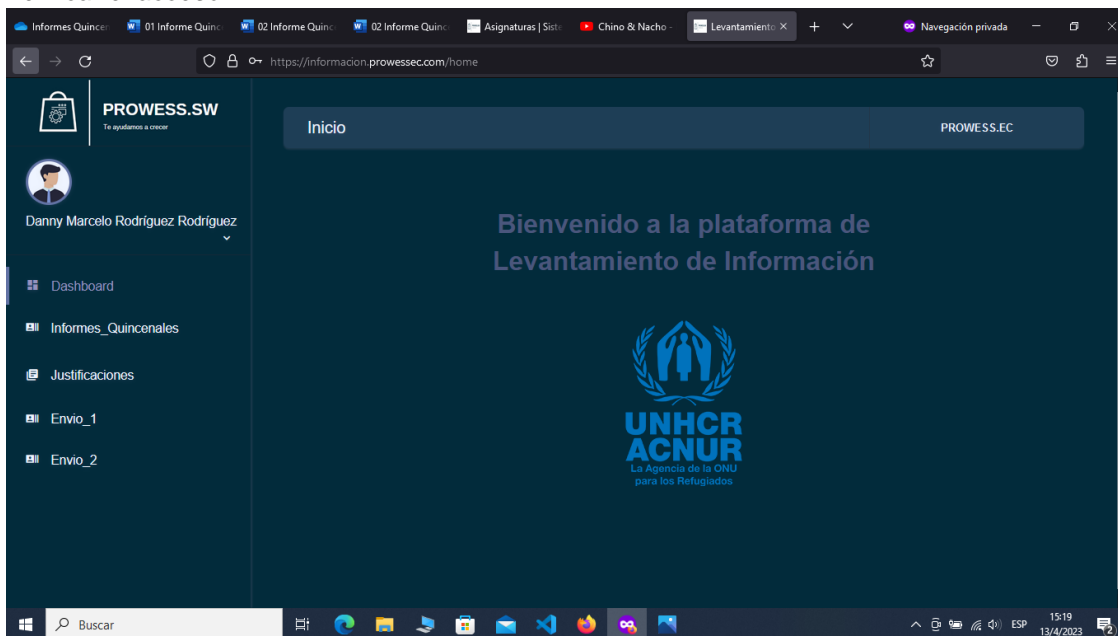 Informes Quincen
01 Informe Quinc
02 Informe Quinc
02 Informe Quinc
Asignaturas | Siste
Chino & Nacho -
Levantamiento
Navegación privada
https://informacion.prowessec.com/home
PROWESS.SW
Te ayudamos a crecer
Inicio
PROWESS.EC
Danny Marcelo Rodríguez Rodríguez
Bienvenido a la plataforma de
Levantamiento de Información
Dashboard
Informes_Quincenales
Justificaciones
Envio_1
Envio_2
UNHCR
ACNUR
La Agencia de la ONU
para los Refugiados
Buscar
ESP
15:19
13/4/2023
2